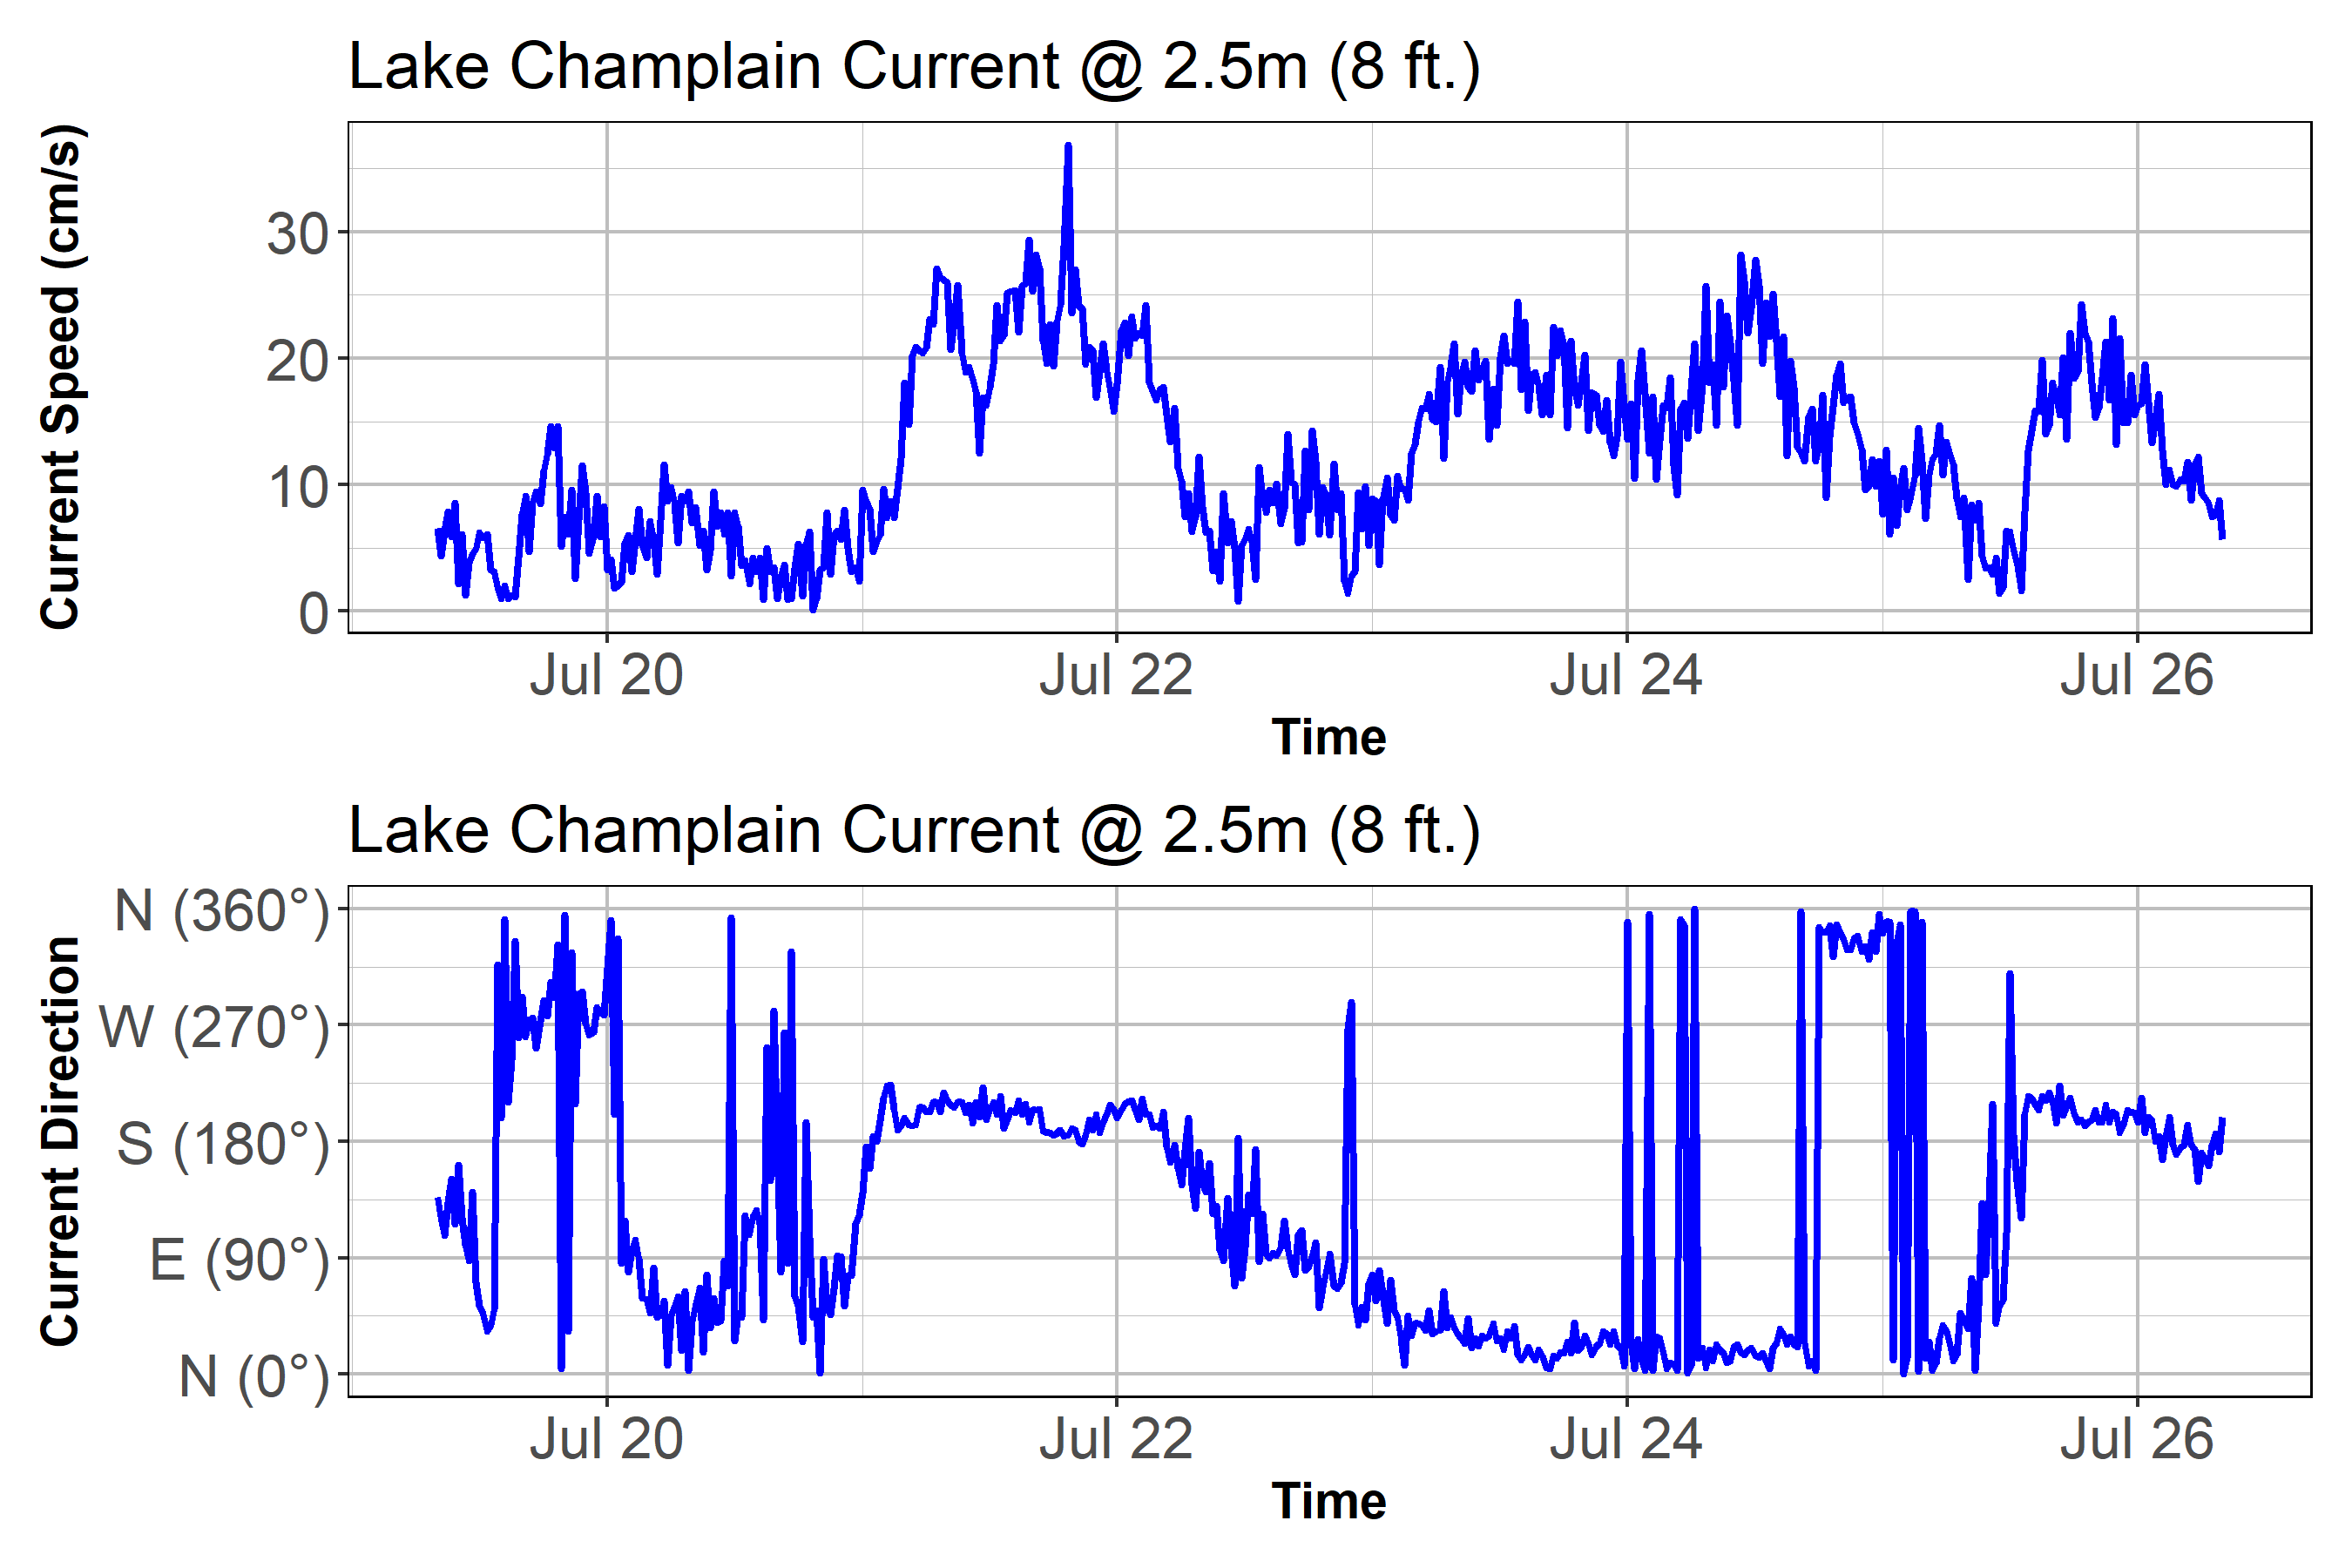 Lake Champlain Current @ 2.5m (8 ft.)
Current Speed (cm/s)
30
20
10
0
Jul 20 Jul 22 Jul 24 Jul 26
Time
Lake Champlain Current @ 2.5m (8 ft.)
Current Direction
N (360°)
W (270°)
S (180°)
E (90°)
N (0°)
Jul 20 Jul 22 Jul 24 Jul 26
Time